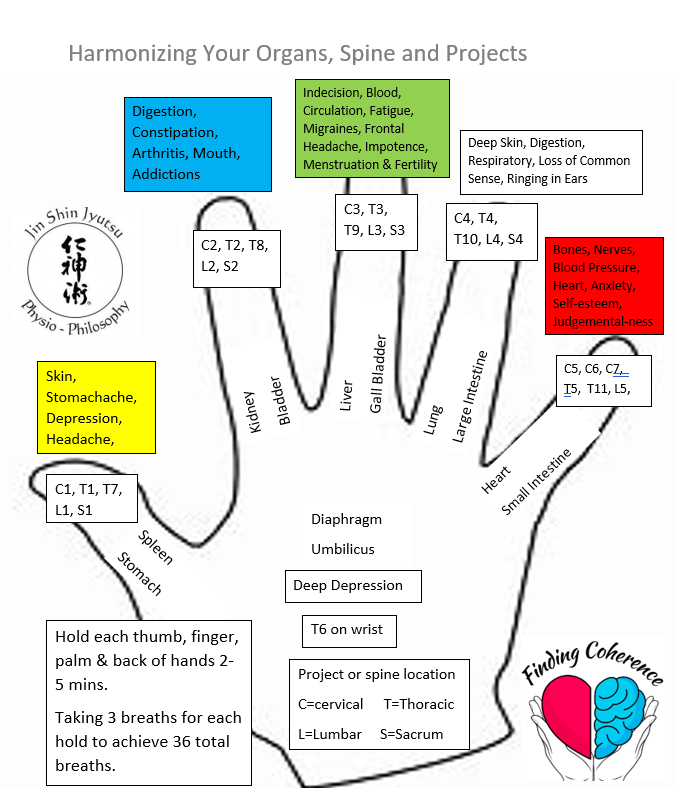 Harmonizing Your Organs, Spine and Projects
Digestion,
Constipation,
Arthritis, Mouth,
Addictions
Indecision, Blood,
Circulation, Fatigue,
Migraines, Frontal
Headache, Impotence,
Menstruation & Fertility
Deep Skin, Digestion,
Respiratory, Loss of Common
Sense, Ringing in Ears
Bones, Nerves,
Blood Pressure,
Heart, Anxiety,
Self-esteem,
Judgemental-ness
Jin Shin Jyutsu
仁神術
Physio - Philosophy
Skin,
Stomachache,
Depression,
Headache,
C2, T2, T8,
L2, S2
C3, T3,
T9, L3, S3
C4, T4,
T10, L4, S4
C5, C6, C7,
T5, T11, L5,
C1, T1, T7,
L1, S1
Kidney
Bladder
Liver
Gall Bladder
Lung
Large Intestine
Heart
Small Intestine
Spleen
Stomach
Diaphragm
Umbilicus
Deep Depression
T6 on wrist
Project or spine location
C=cervical T=Thoracic
L=Lumbar S=Sacrum
Hold each thumb, finger,
palm & back of hands 2-
5 mins.
Taking 3 breaths for each
hold to achieve 36 total
breaths.
Finding Coherence